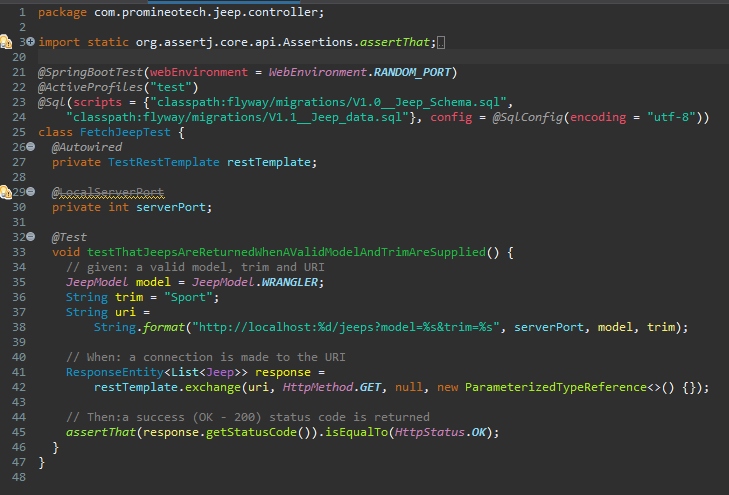 1 package com.promineotech.jeep.controller;
2
3 import static org.assertj.core.api.Assertions.assertThat;
20
21 @SpringBootTest(webEnvironment = WebEnvironment.RANDOM_PORT)
22 @ActiveProfiles("test")
23 @Sql(scripts = {"classpath:flyway/migrations/V1.0__Jeep_Schema.sql",
24     "classpath:flyway/migrations/V1.1__Jeep_data.sql"}, config = @SqlConfig(encoding = "utf-8"))
25 class FetchJeepTest {
26   @Autowired
27   private TestRestTemplate restTemplate;
28
29   @LocalServerPort
30   private int serverPort;
31
32   @Test
33   void testThatJeepsAreReturnedWhenAValidModelAndTrimAreSupplied() {
34     // given: a valid model, trim and URI
35     JeepModel model = JeepModel.WRANGLER;
36     String trim = "Sport";
37     String uri =
38         String.format("http://localhost:%d/jeeps?model=%s&trim=%s", serverPort, model, trim);
39
40     // When: a connection is made to the URI
41     ResponseEntity<List<Jeep>> response =
42         restTemplate.exchange(uri, HttpMethod.GET, null, new ParameterizedTypeReference<>() {});
43
44     // Then:a success (OK - 200) status code is returned
45     assertThat(response.getStatusCode()).isEqualTo(HttpStatus.OK);
46   }
47 }
48